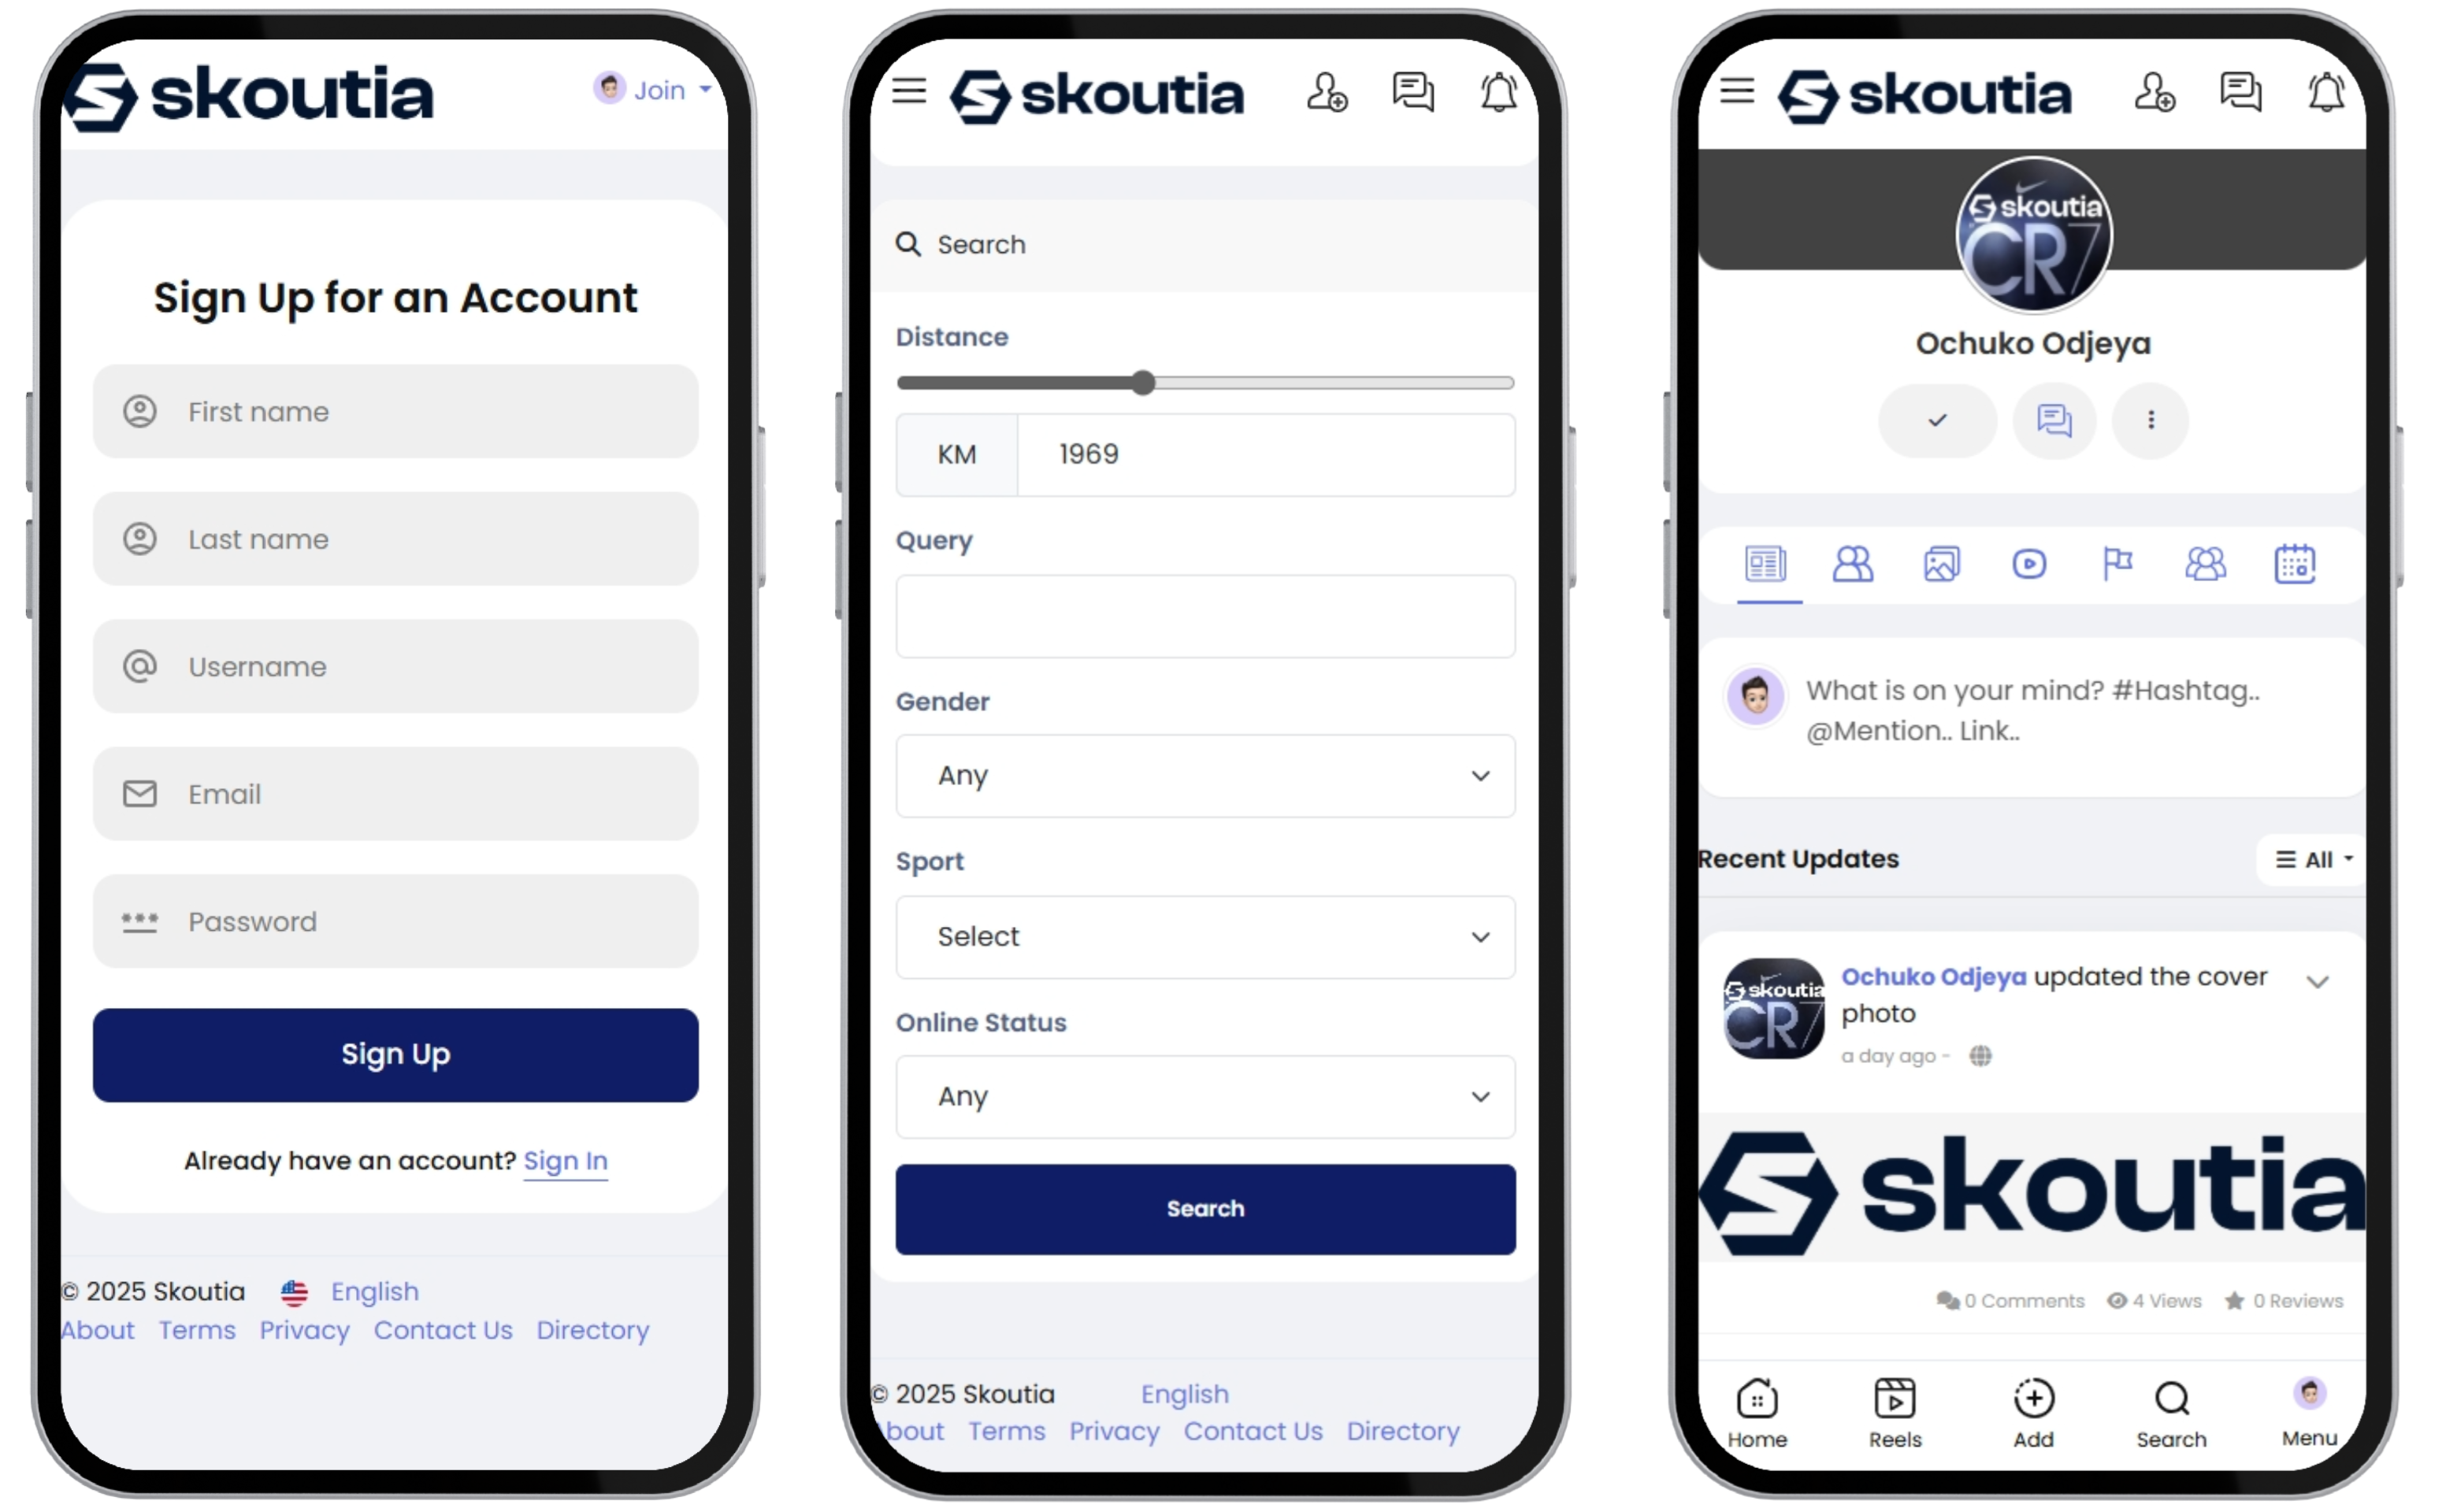 skoutia
Join
Sign Up for an Account
First name
Last name
Username
Email
Password
Sign Up
Already have an account? Sign In
© 2025 Skoutia English
About Terms Privacy Contact Us Directory
skoutia
Search
Distance
KM 1969
Query
Gender
Any
Sport
Select
Online Status
Any
Search
© 2025 Skoutia English
bout Terms Privacy Contact Us Directory
skoutia
skoutia
CR7
Ochuko Odjeya
What is on your mind? #Hashtag..
@Mention.. Link..
Recent Updates All
skoutia
CR7
Ochuko Odjeya updated the cover
photo
a day ago -
skoutia
0 Comments 4 Views 0 Reviews
Home Reels Add Search Menu